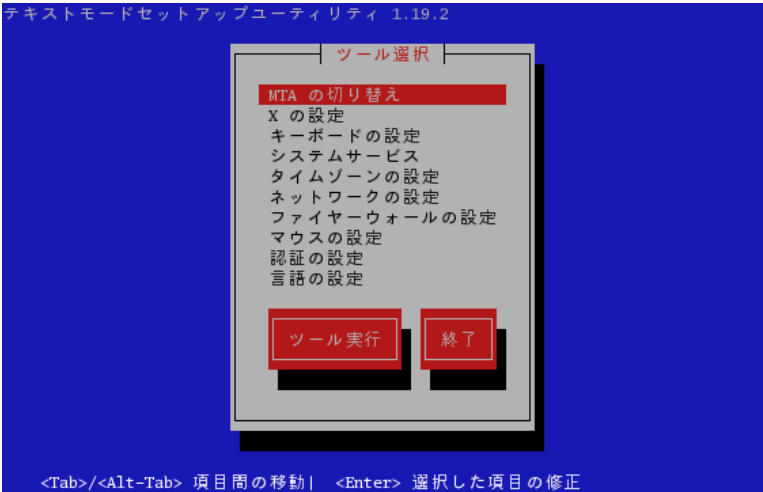 テキストモードセットアップユーティリティ 1.19.2
ツール選択
MTA の切り替え
X の設定
キーボードの設定
システムサービス
タイムゾーンの設定
ネットワークの設定
ファイヤーウォールの設定
マウスの設定
認証の設定
言語の設定
ツール実行 終了
<Tab>/<Alt-Tab> 項目間の移動| <Enter> 選択した項目の修正